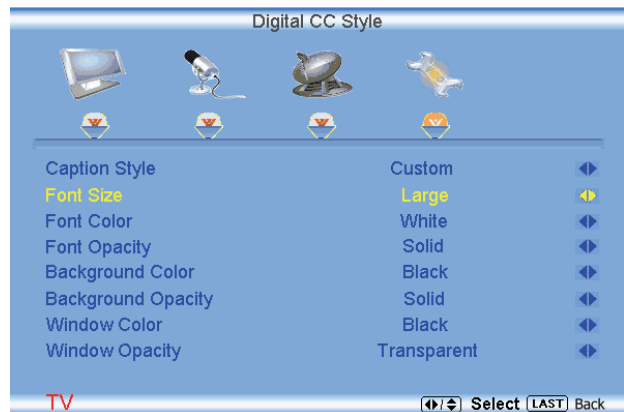 Digital CC Style
Caption Style Custom
Font Size Large
Font Color White
Font Opacity Solid
Background Color Black
Background Opacity Solid
Window Color Black
Window Opacity Transparent
TV Select LAST Back